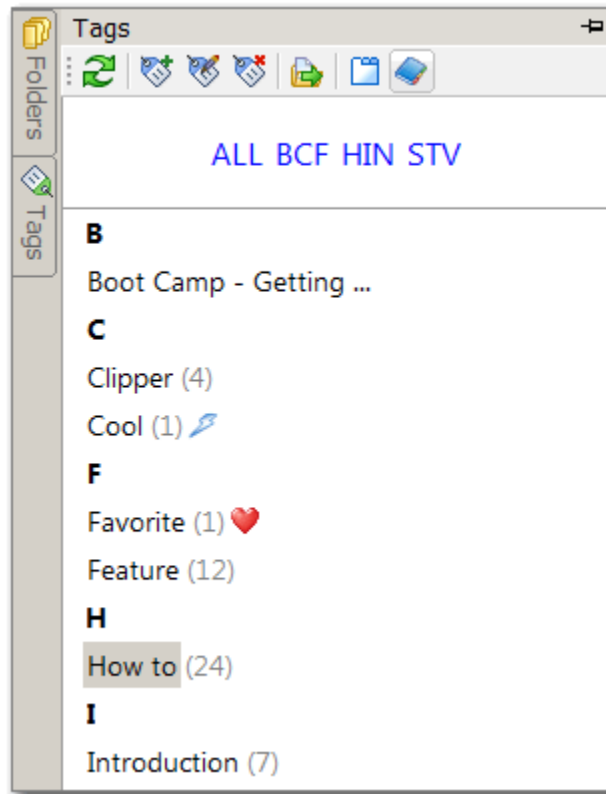 Tags
Folders
Tags
ALL BCF HIN STV
B
Boot Camp - Getting ...
C
Clipper (4)
Cool (1)
F
Favorite (1)
Feature (12)
H
How to (24)
I
Introduction (7)